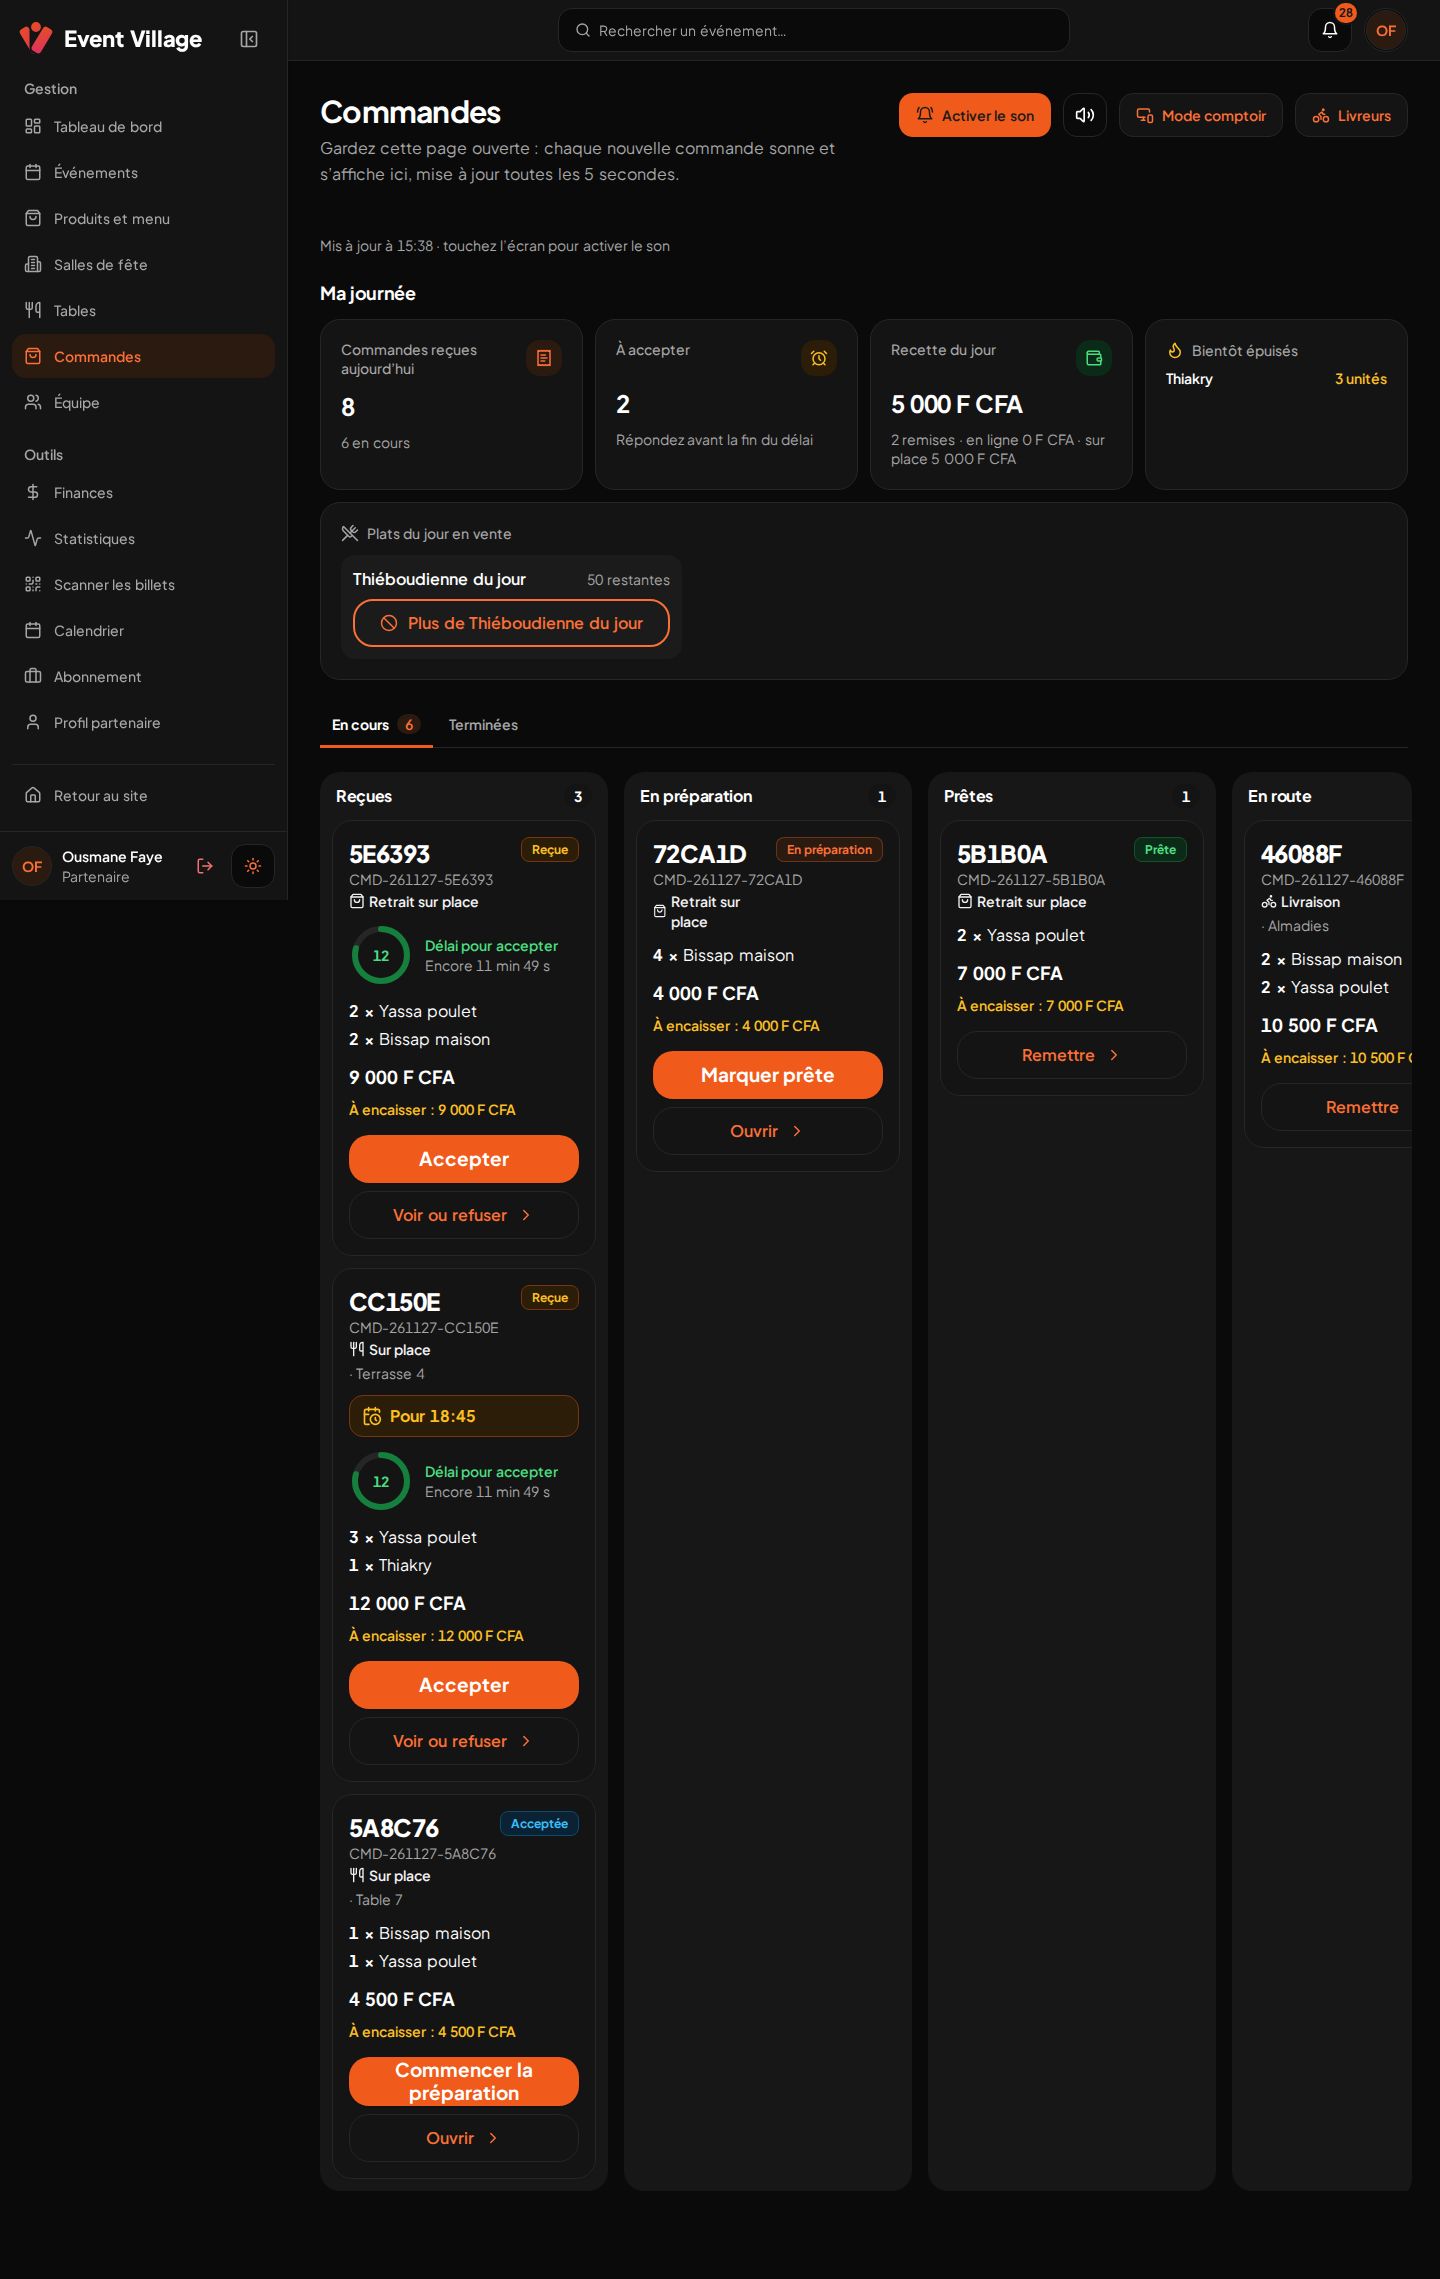 Event Village
Rechercher un événement…
28
OF
Gestion
Tableau de bord
Événements
Produits et menu
Salles de fête
Tables
Commandes
Équipe
Outils
Finances
Statistiques
Scanner les billets
Calendrier
Abonnement
Profil partenaire
Retour au site
OF
Ousmane Faye
Partenaire
Commandes
Gardez cette page ouverte : chaque nouvelle commande sonne et
s’affiche ici, mise à jour toutes les 5 secondes.
Activer le son
Mode comptoir
Livreurs
Mis à jour à 15:38 · touchez l’écran pour activer le son
Ma journée
Commandes reçues
aujourd’hui
8
6 en cours
À accepter
2
Répondez avant la fin du délai
Recette du jour
5 000 F CFA
2 remises · en ligne 0 F CFA · sur
place 5 000 F CFA
Bientôt épuisés
Thiakry
3 unités
Plats du jour en vente
Thiéboudienne du jour
50 restantes
Plus de Thiéboudienne du jour
En cours 6
Terminées
Reçues 3
5E6393
Reçue
CMD-261127-5E6393
Retrait sur place
12
Délai pour accepter
Encore 11 min 49 s
2 × Yassa poulet
2 × Bissap maison
9 000 F CFA
À encaisser : 9 000 F CFA
Accepter
Voir ou refuser
CC150E
Reçue
CMD-261127-CC150E
Sur place
· Terrasse 4
Pour 18:45
12
Délai pour accepter
Encore 11 min 49 s
3 × Yassa poulet
1 × Thiakry
12 000 F CFA
À encaisser : 12 000 F CFA
Accepter
Voir ou refuser
5A8C76
Acceptée
CMD-261127-5A8C76
Sur place
· Table 7
1 × Bissap maison
1 × Yassa poulet
4 500 F CFA
À encaisser : 4 500 F CFA
Commencer la
préparation
Ouvrir
En préparation 1
72CA1D
En préparation
CMD-261127-72CA1D
Retrait sur
place
4 × Bissap maison
4 000 F CFA
À encaisser : 4 000 F CFA
Marquer prête
Ouvrir
Prêtes 1
5B1B0A
Prête
CMD-261127-5B1B0A
Retrait sur place
2 × Yassa poulet
7 000 F CFA
À encaisser : 7 000 F CFA
Remettre
En route
46088F
CMD-261127-46088F
Livraison
· Almadies
2 × Bissap maison
2 × Yassa poulet
10 500 F CFA
À encaisser : 10 500 F
Remettre